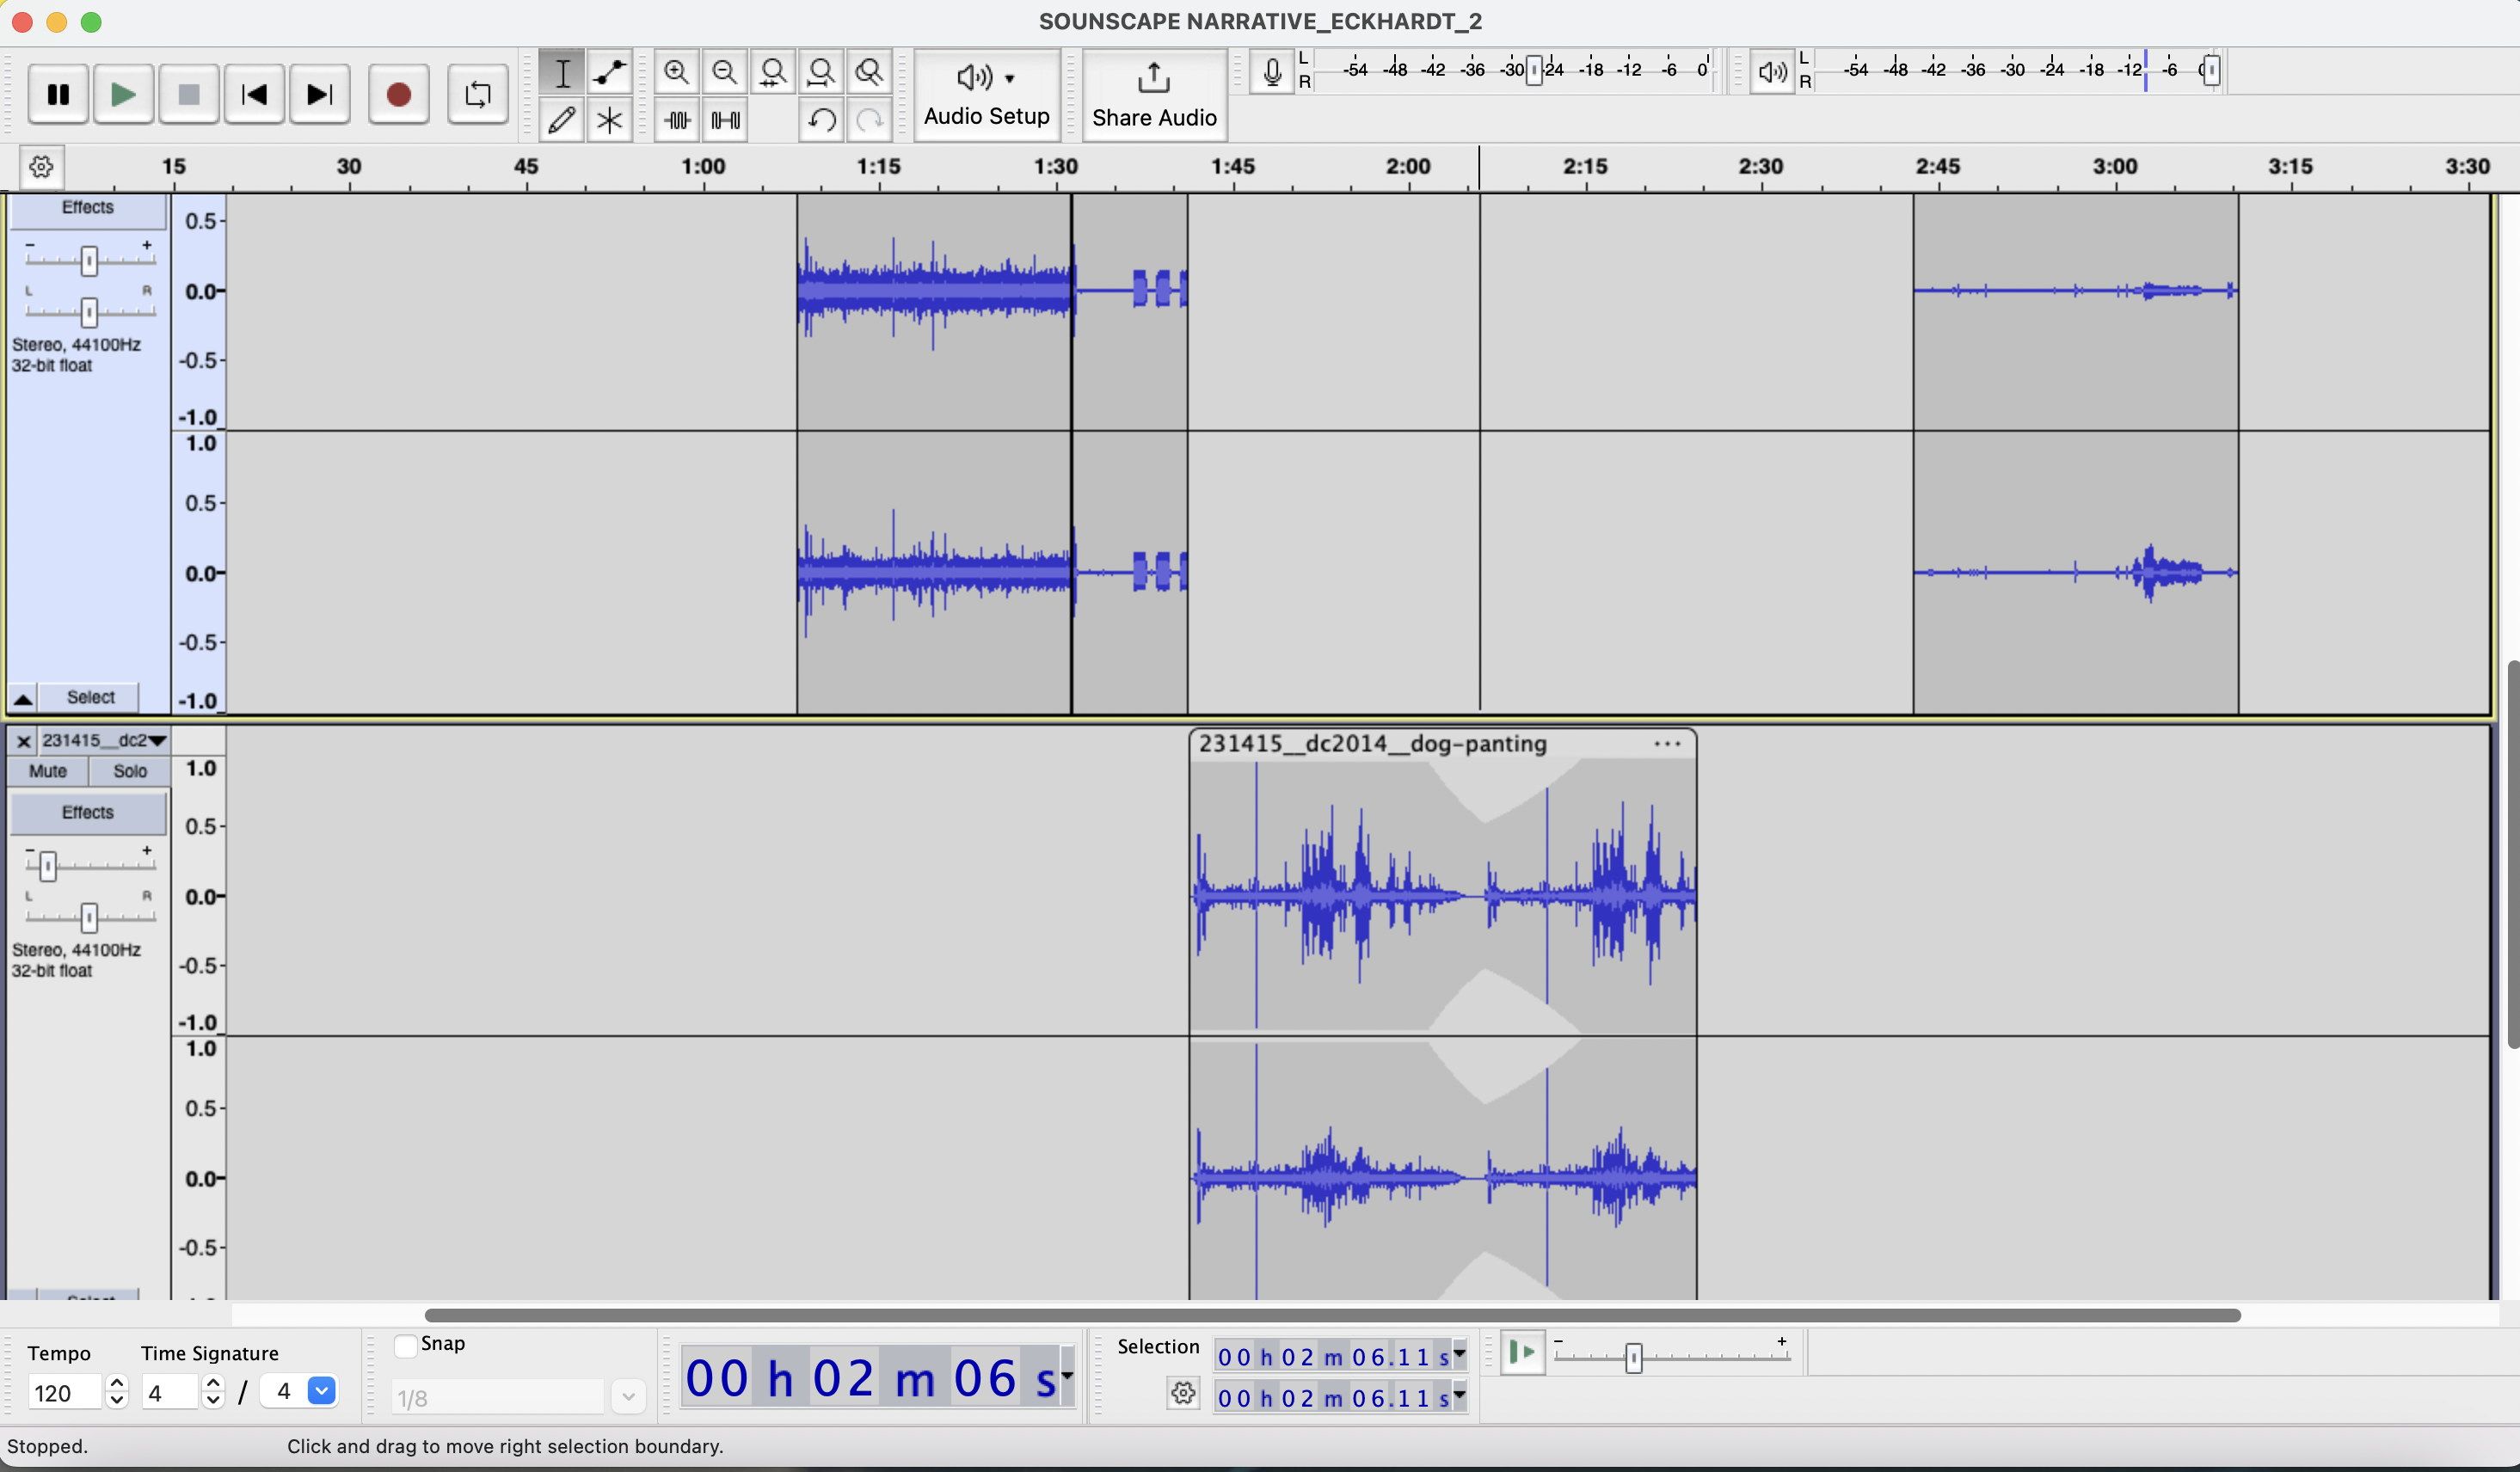 SOUNSCAPE NARRATIVE_ECKHARDT_2
Audio Setup
Share Audio
L
R
-54 -48 -42 -36 -30 -24 -18 -12 -6 0
L
R
-54 -48 -42 -36 -30 -24 -18 -12 -6 0
15 30 45 1:00 1:15 1:30 1:45 2:00 2:15 2:30 2:45 3:00 3:15 3:30
Effects
- +
L R
Stereo, 44100Hz
32-bit float
Select
0.5
0.0
-0.5
-1.0
1.0
0.5
0.0
-0.5
-1.0
231415__dc2
Mute Solo
Effects
- +
L R
Stereo, 44100Hz
32-bit float
Select
1.0
0.5
0.0
-0.5
-1.0
1.0
0.5
0.0
-0.5
231415__dc2014__dog-panting ...
Tempo
120
Time Signature
4 / 4
Snap
1/8
00 h 02 m 06 s
Selection
00 h 02 m 06.11 s
00 h 02 m 06.11 s
- +
Stopped.
Click and drag to move right selection boundary.